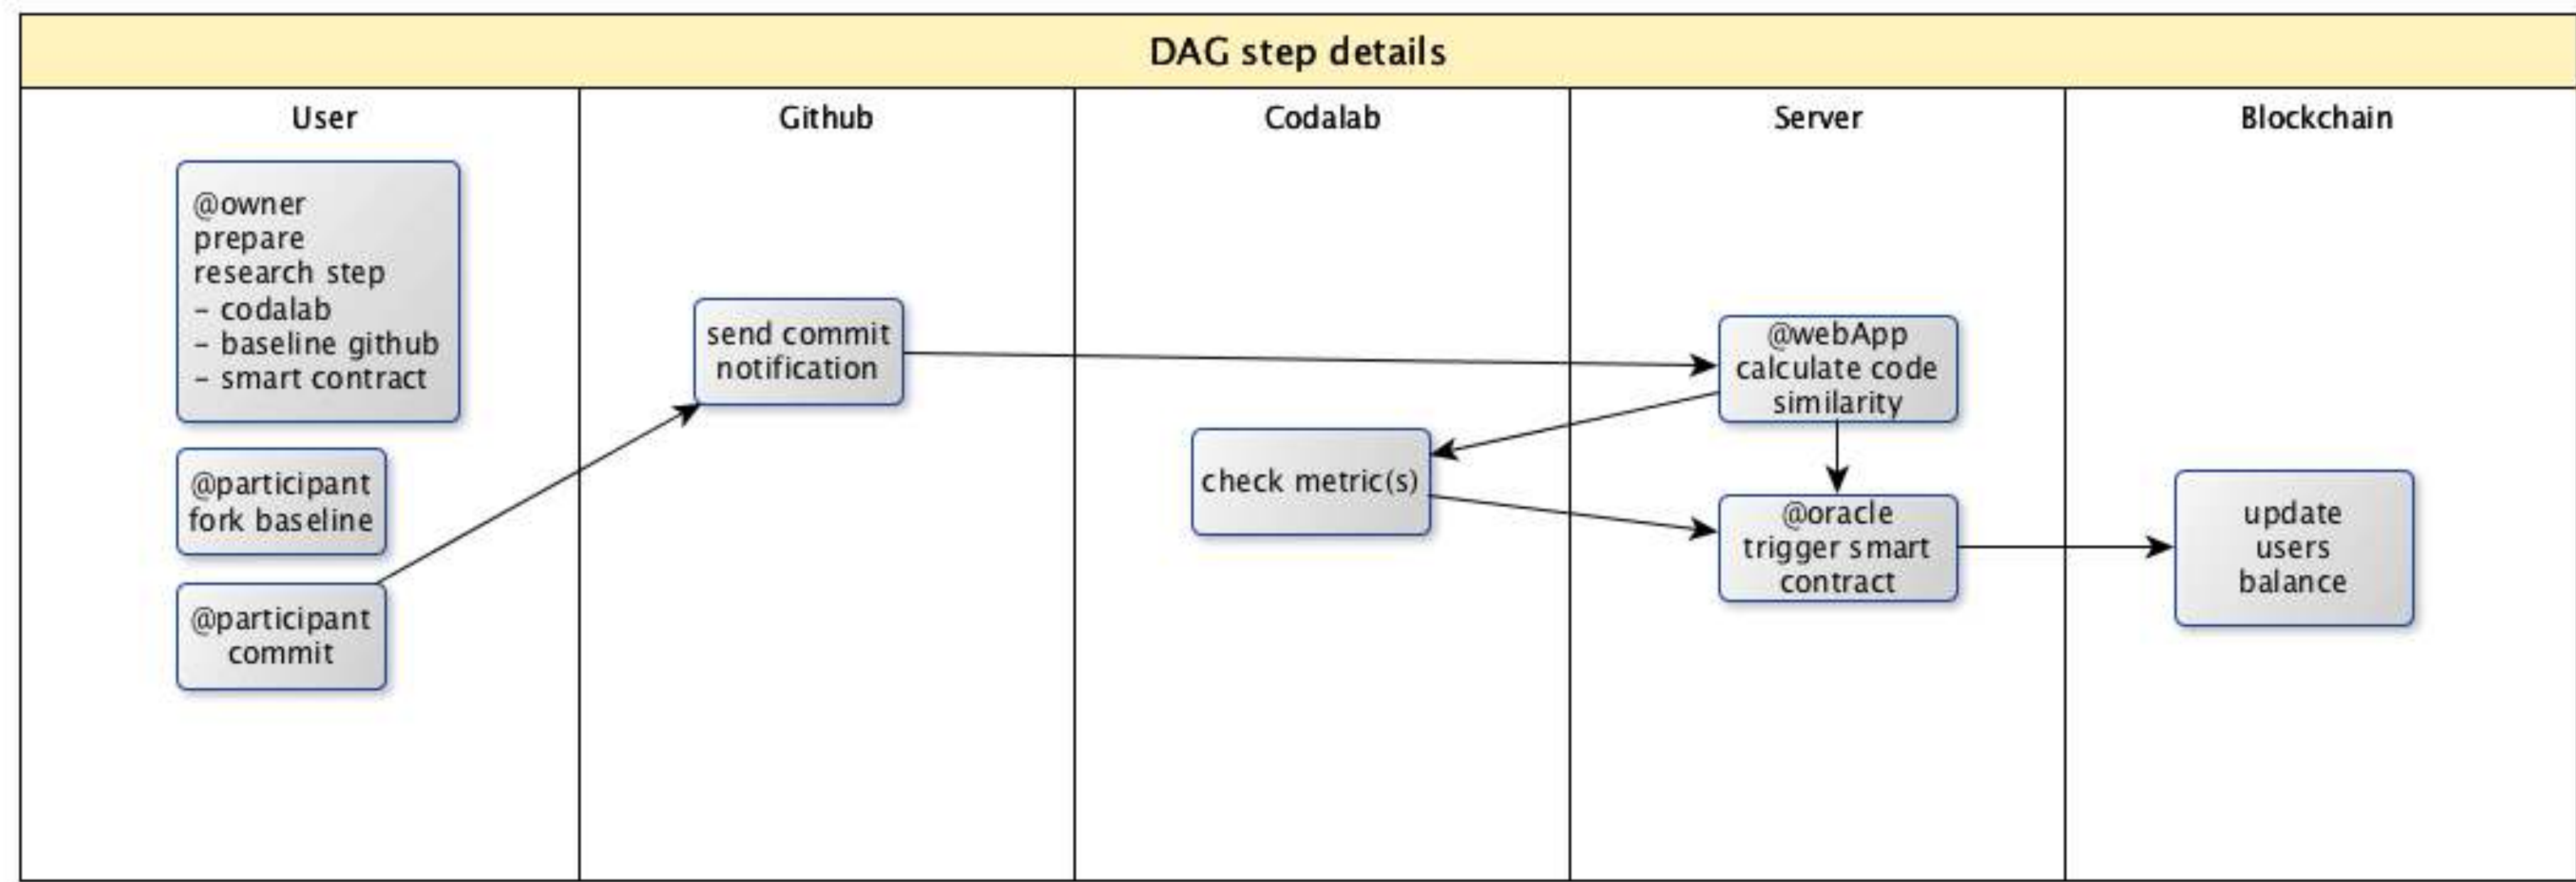 DAG step details
User
Github
Codalab
Server
Blockchain
@owner
prepare
research step
- codalab
- baseline github
- smart contract
@participant
fork baseline
@participant
commit
send commit
notification
check metric(s)
@webApp
calculate code
similarity
@oracle
trigger smart
contract
update
users
balance